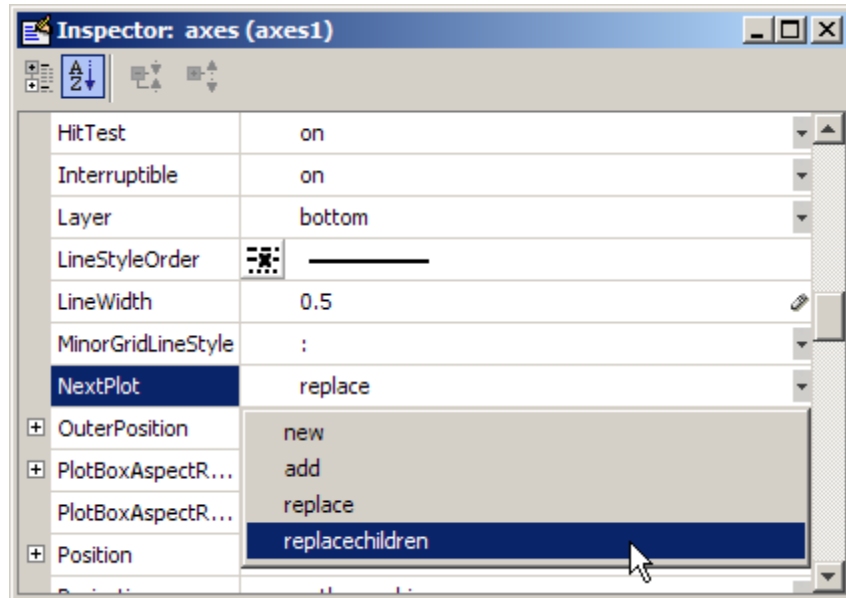 Inspector: axes (axes1)
HitTest on
Interruptible on
Layer bottom
LineStyleOrder
LineWidth 0.5
MinorGridLineStyle :
NextPlot replace
OuterPosition
new
PlotBoxAspectR...
add
replace
PlotBoxAspectR...
replacechildren
Position